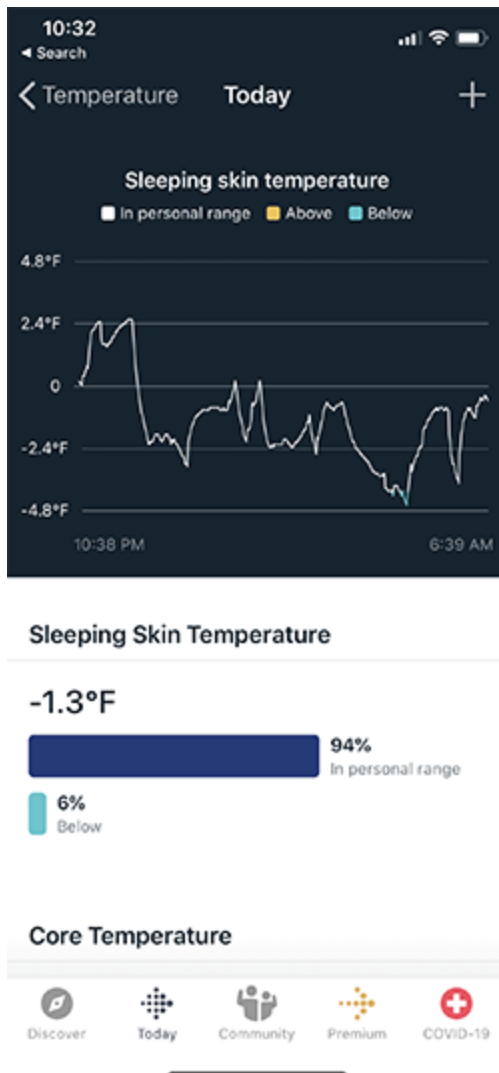 10:32
◀ Search
Temperature Today +
Sleeping skin temperature
In personal range Above Below
4.8°F
2.4°F
0
-2.4°F
-4.8°F
10:38 PM 6:39 AM
Sleeping Skin Temperature
-1.3°F
94%
In personal range
6%
Below
Core Temperature
Discover Today Community Premium COVID-19